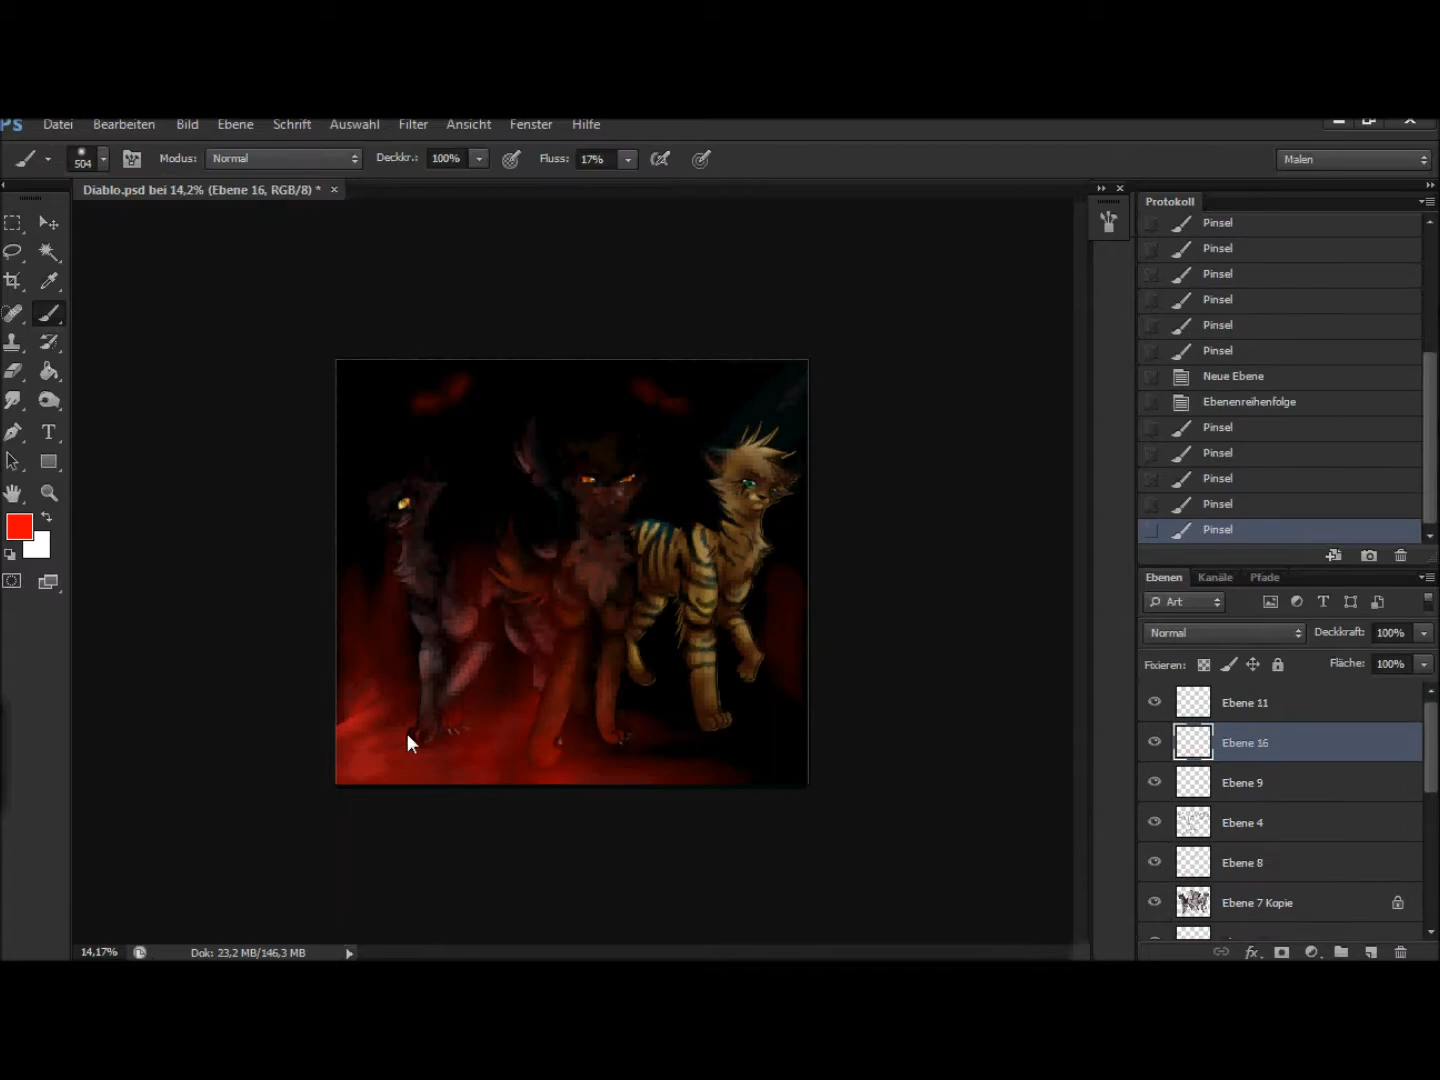 Ps Datei Bearbeiten Bild Ebene Schrift Auswahl Filter Ansicht Fenster Hilfe
504 Modus: Normal Deckkr.: 100% Fluss: 17% Malen
Diablo.psd bei 14,2% (Ebene 16, RGB/8) * ×
Protokoll
Pinsel
Pinsel
Pinsel
Pinsel
Pinsel
Pinsel
Neue Ebene
Ebenenreihenfolge
Pinsel
Pinsel
Pinsel
Pinsel
Pinsel
Ebenen Kanäle Pfade
Art
Normal Deckkraft: 100%
Fixieren: Fläche: 100%
Ebene 11
Ebene 16
Ebene 9
Ebene 4
Ebene 8
Ebene 7 Kopie
14,17% Dok: 23,2 MB/146,3 MB